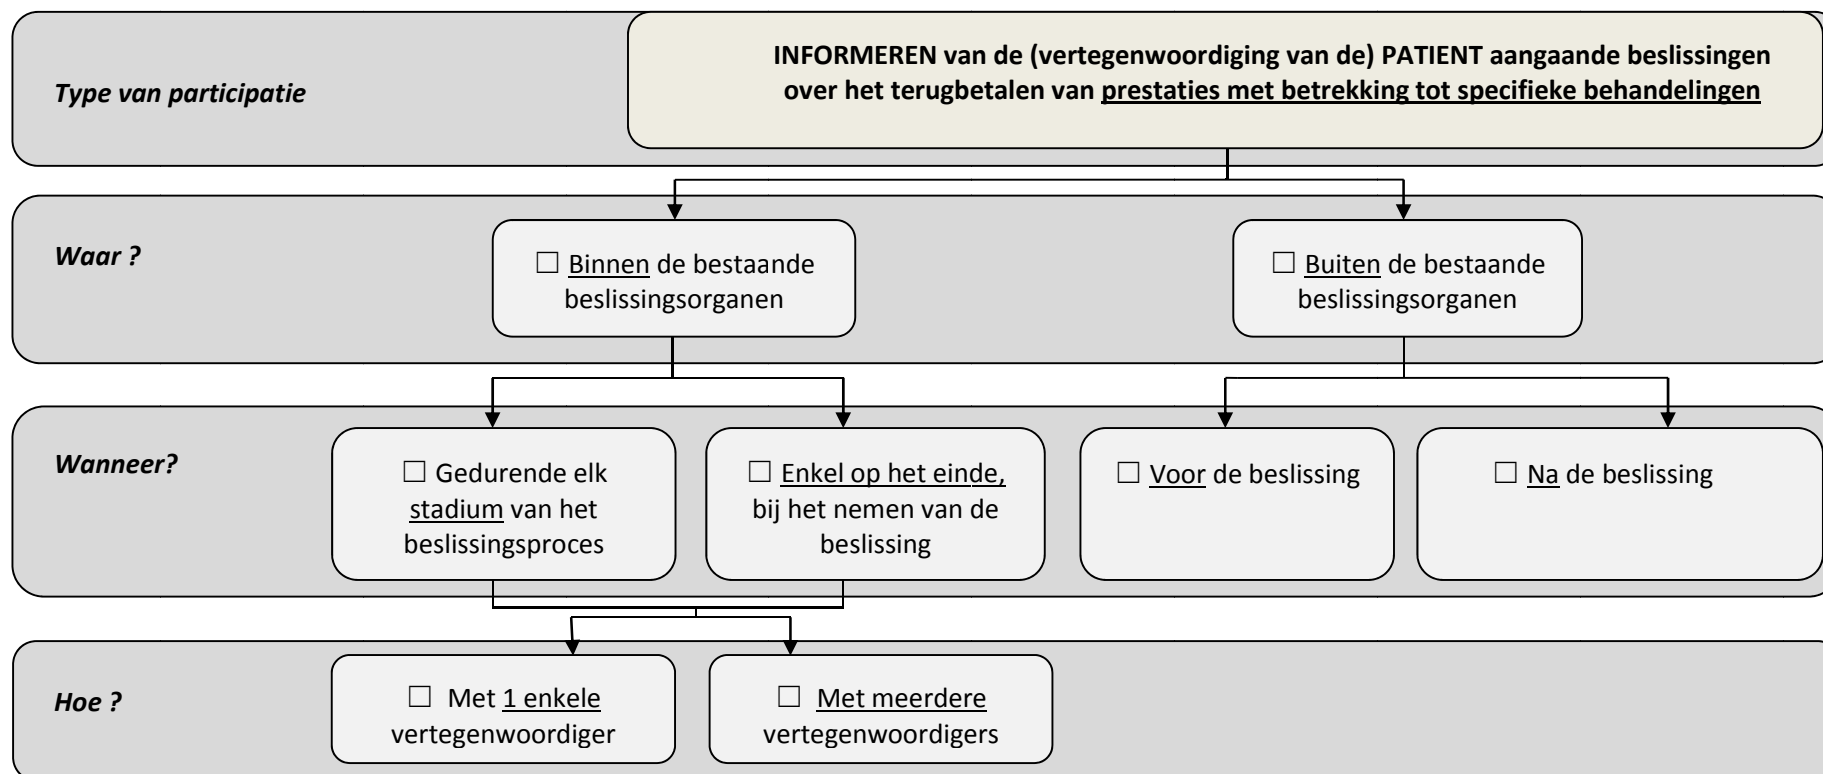 INFORMEREN van de (vertegenwoordiging van de) PATIENT aangaande beslissingen
over het terugbetalen van prestaties met betrekking tot specifieke behandelingen
Type van participatie
Waar ?
☐ Binnen de bestaande
beslissingsorganen
☐ Buiten de bestaande
beslissingsorganen
Wanneer?
☐ Gedurende elk
stadium van het
beslissingsproces
☐ Enkel op het einde,
bij het nemen van de
beslissing
☐ Voor de beslissing
☐ Na de beslissing
Hoe ?
☐ Met 1 enkele
vertegenwoordiger
☐ Met meerdere
vertegenwoordigers